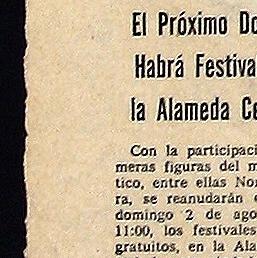 El Próximo Do
Habrá Festiva
la Alameda Ce
Con la participaci
meras figuras del m
tico, entre ellas Nor
ra, se reanudarán e
domingo 2 de ago
11:00, los festivales
gratuitos, en la Ala